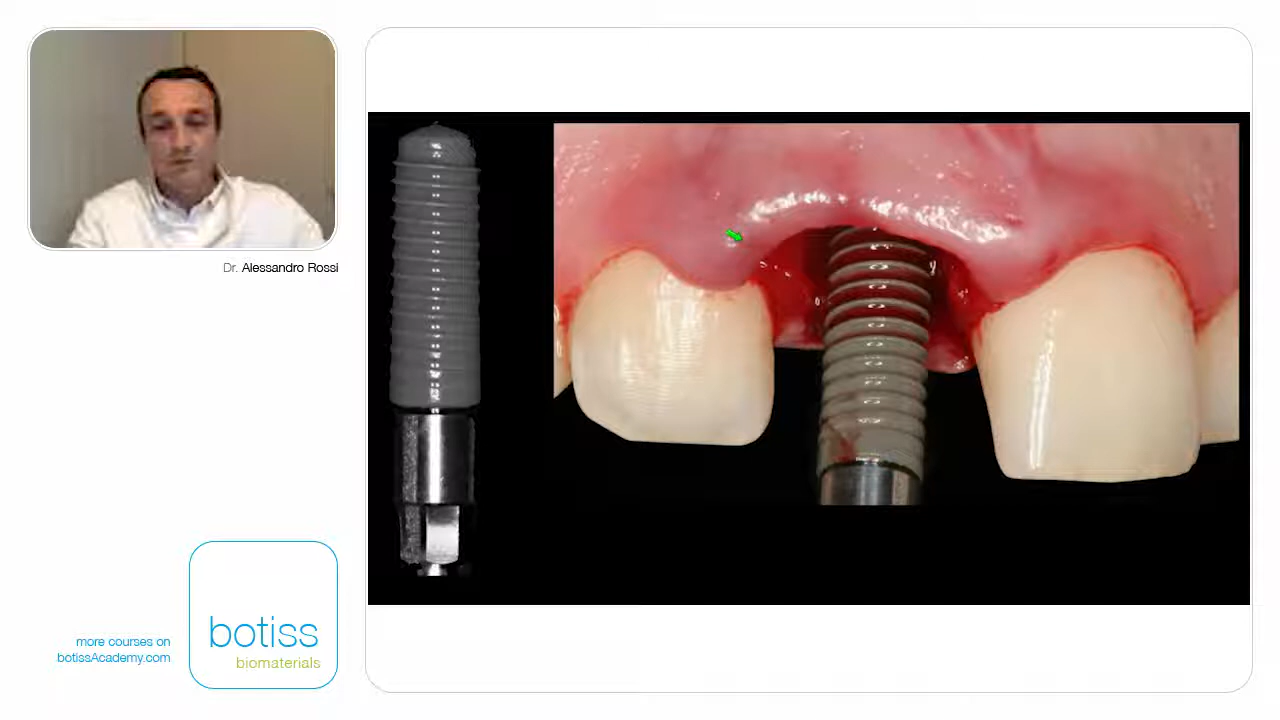 Dr. Alessandro Rossi
more courses on
botissAcademy.com
botiss
biomaterials